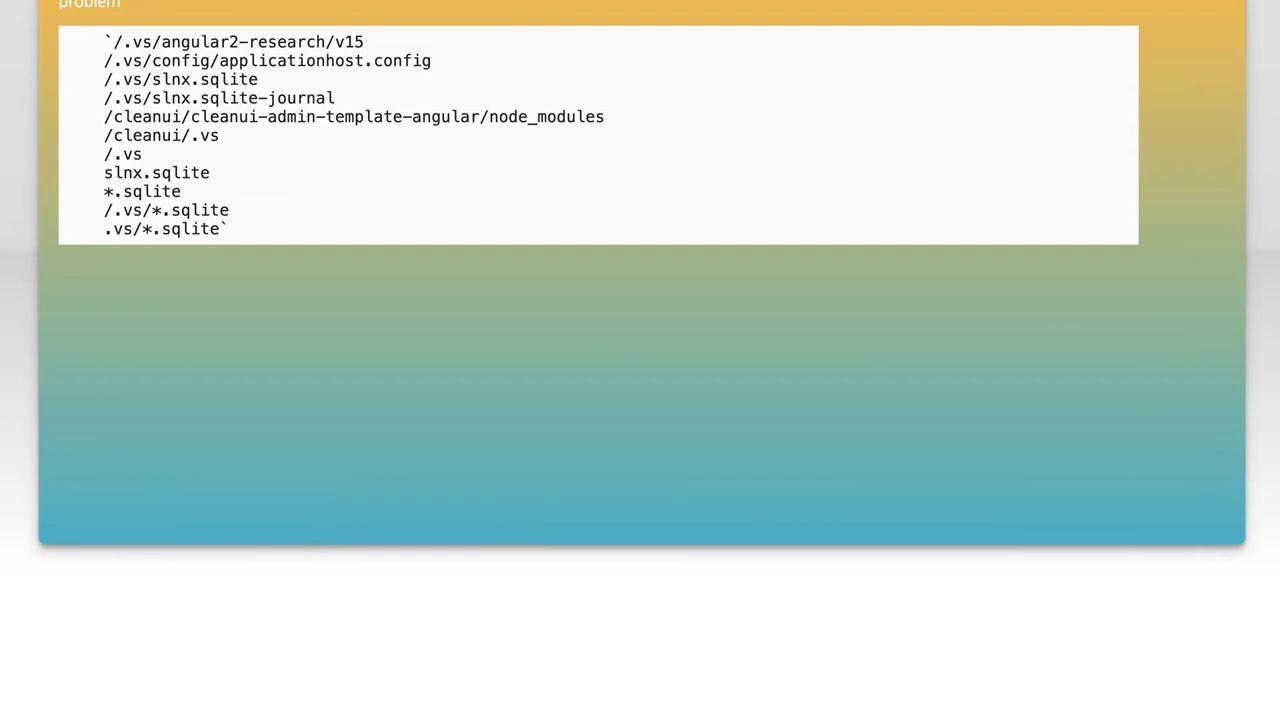 problem
`/.vs/angular2-research/v15
/.vs/config/applicationhost.config
/.vs/slnx.sqlite
/.vs/slnx.sqlite-journal
/cleanui/cleanui-admin-template-angular/node_modules
/cleanui/.vs
/.vs
slnx.sqlite
*.sqlite
/.vs/*.sqlite
.vs/*.sqlite`